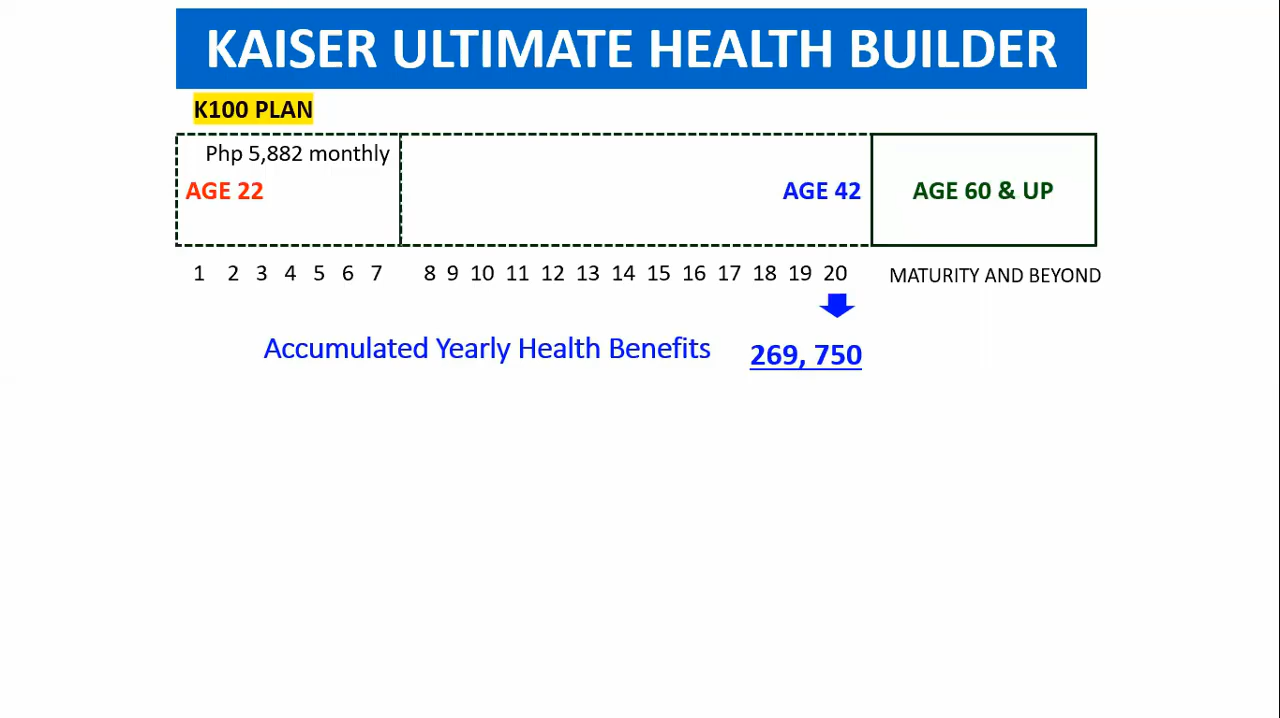 KAISER ULTIMATE HEALTH BUILDER
K100 PLAN
Php 5,882 monthly
AGE 22 AGE 42 AGE 60 & UP
1 2 3 4 5 6 7 8 9 10 11 12 13 14 15 16 17 18 19 20 MATURITY AND BEYOND
Accumulated Yearly Health Benefits 269, 750